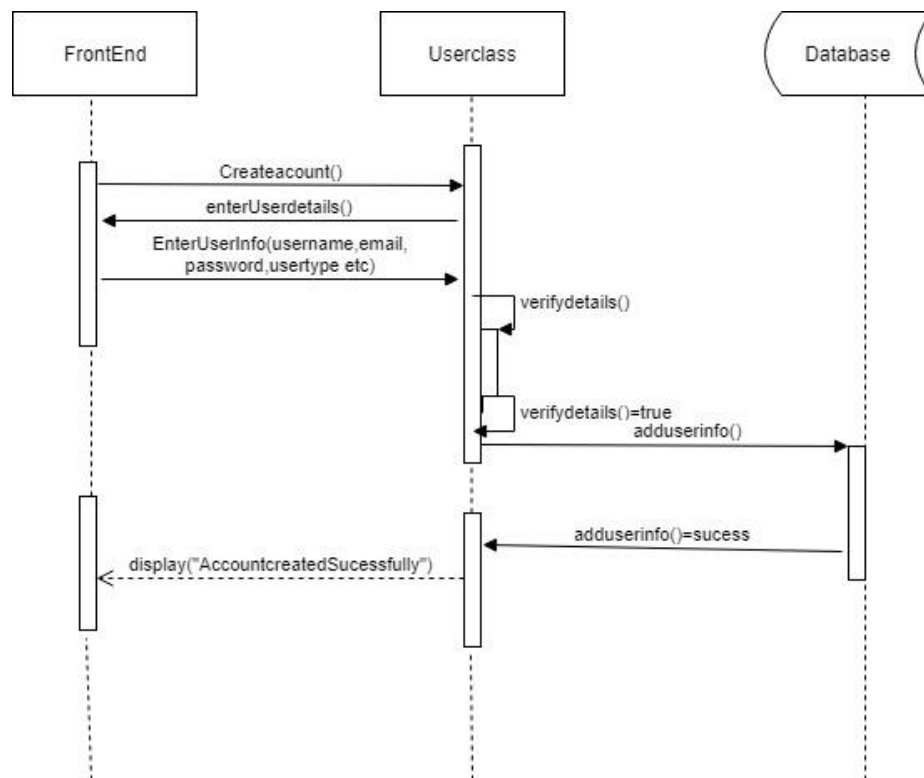 FrontEnd
Userclass
Database
Createacount()
enterUserdetails()
EnterUserInfo(username,email,
password,usertype etc)
verifydetails()
verifydetails()=true
adduserinfo()
adduserinfo()=sucess
display("AccountcreatedSucessfully")